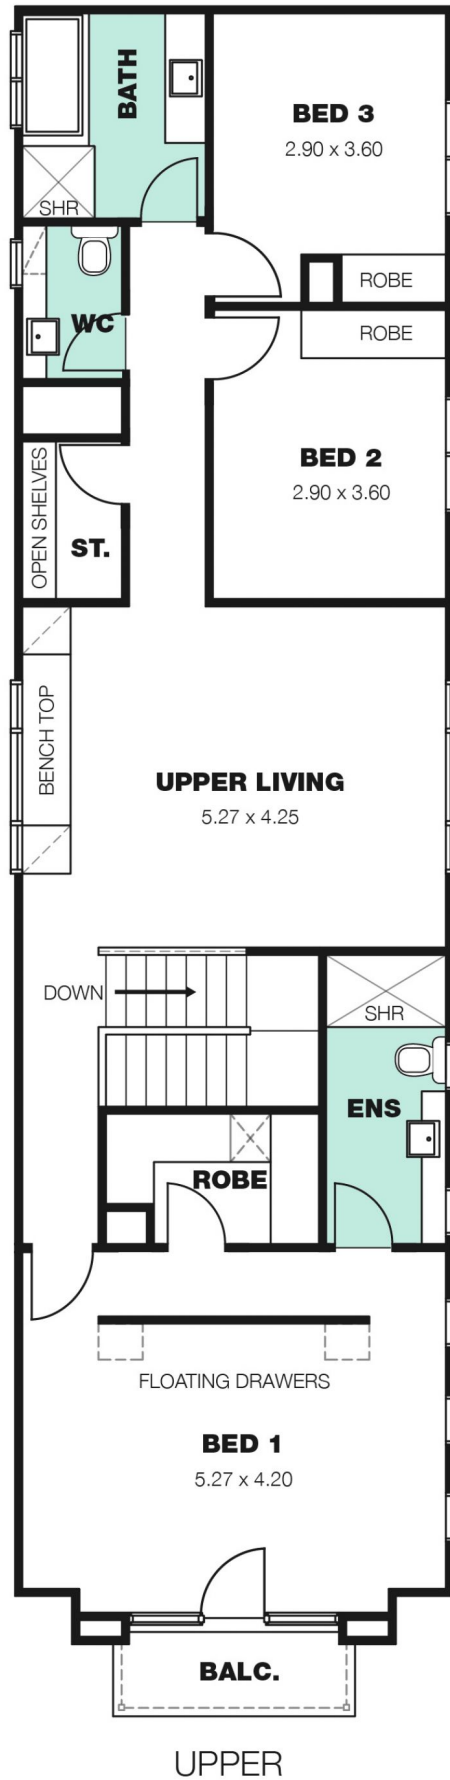 BATH
BED 3
2.90 x 3.60
SHR
ROBE
WC
ROBE
OPEN SHELVES
BED 2
2.90 x 3.60
ST.
BENCH TOP
UPPER LIVING
5.27 x 4.25
DOWN
SHR
ENS
ROBE
FLOATING DRAWERS
BED 1
5.27 x 4.20
BALC.
UPPER